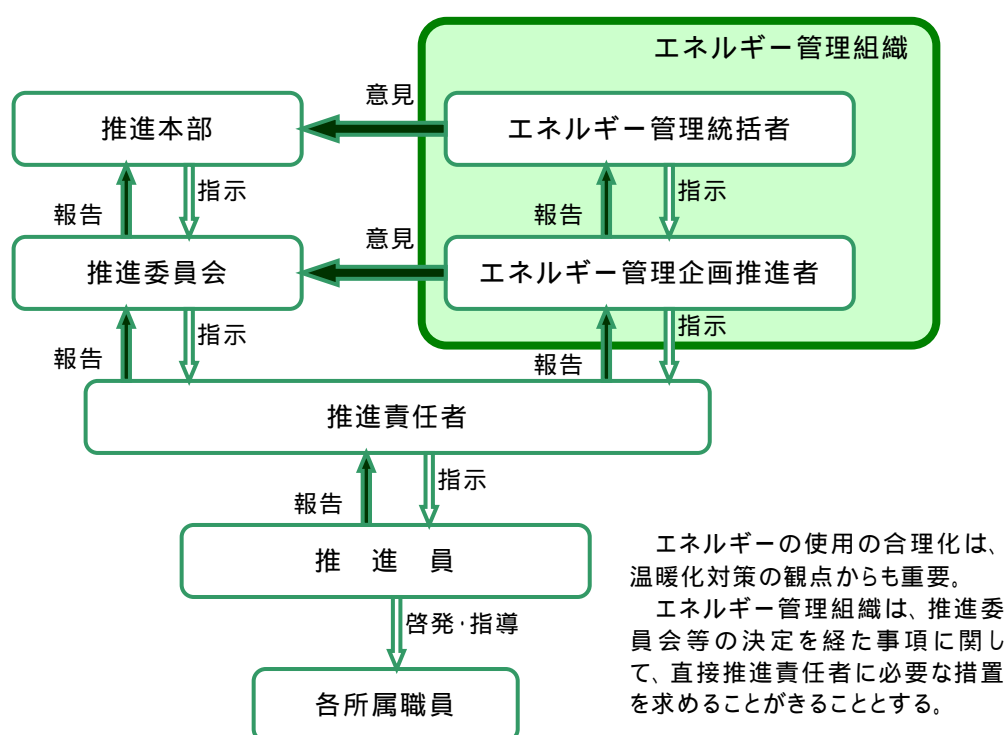 エネルギー管理組織
意見
推進本部
エネルギー管理統括者
指示
指示
報告
報告
意見
推進委員会
エネルギー管理企画推進者
指示
指示
報告
報告
推進責任者
指示
報告
推　進　員
エネルギーの使用の合理化は、
温暖化対策の観点からも重要。
エネルギー管理組織は、推進委
員会等の決定を経た事項に関し
て、直接推進責任者に必要な措置
を求めることがきることとする。
啓発・指導
各所属職員